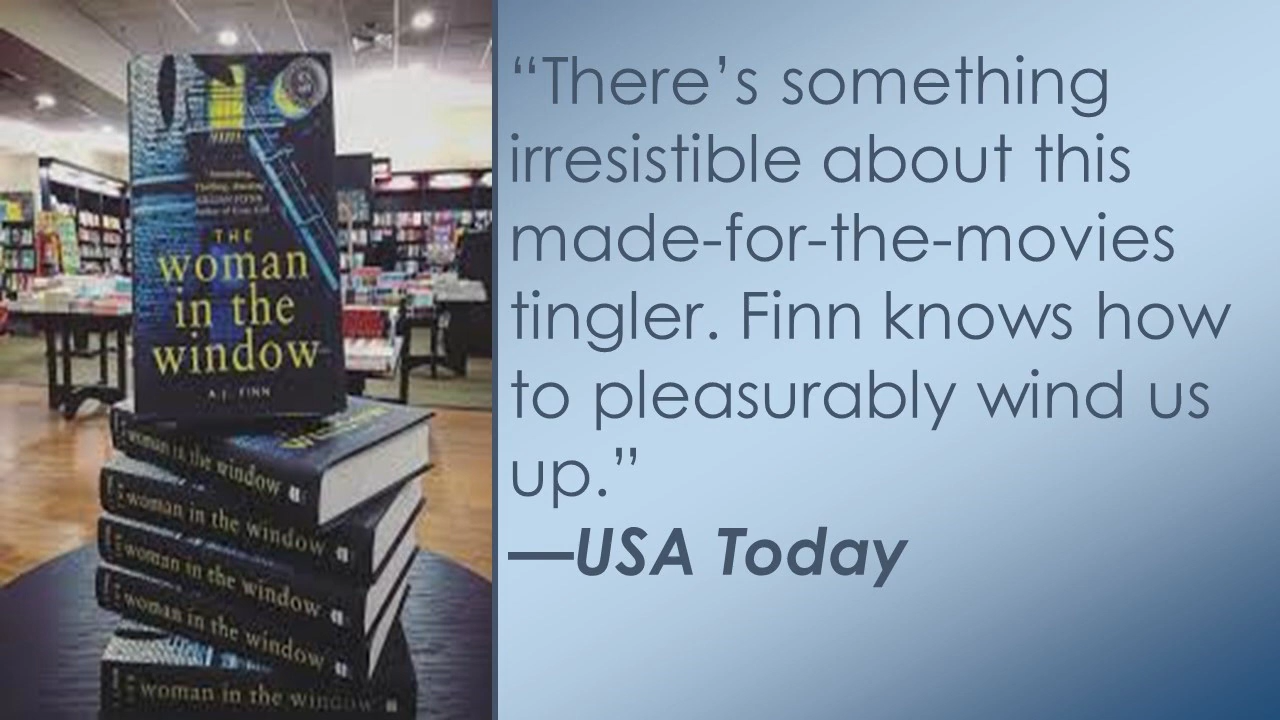 THE
woman
in the
window
A.J. FINN
woman in the window
woman in the window
woman in the window
woman in the window
woman in the window
“There’s something
irresistible about this
made-for-the-movies
tingler. Finn knows how
to pleasurably wind us
up.”
—USA Today